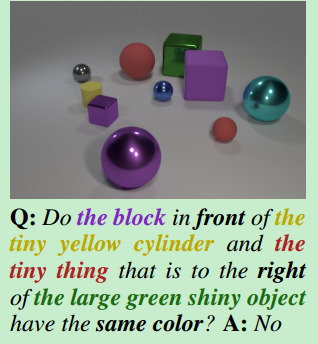 Q: Do the block in front of the
tiny yellow cylinder and the
tiny thing that is to the right
of the large green shiny object
have the same color? A: No